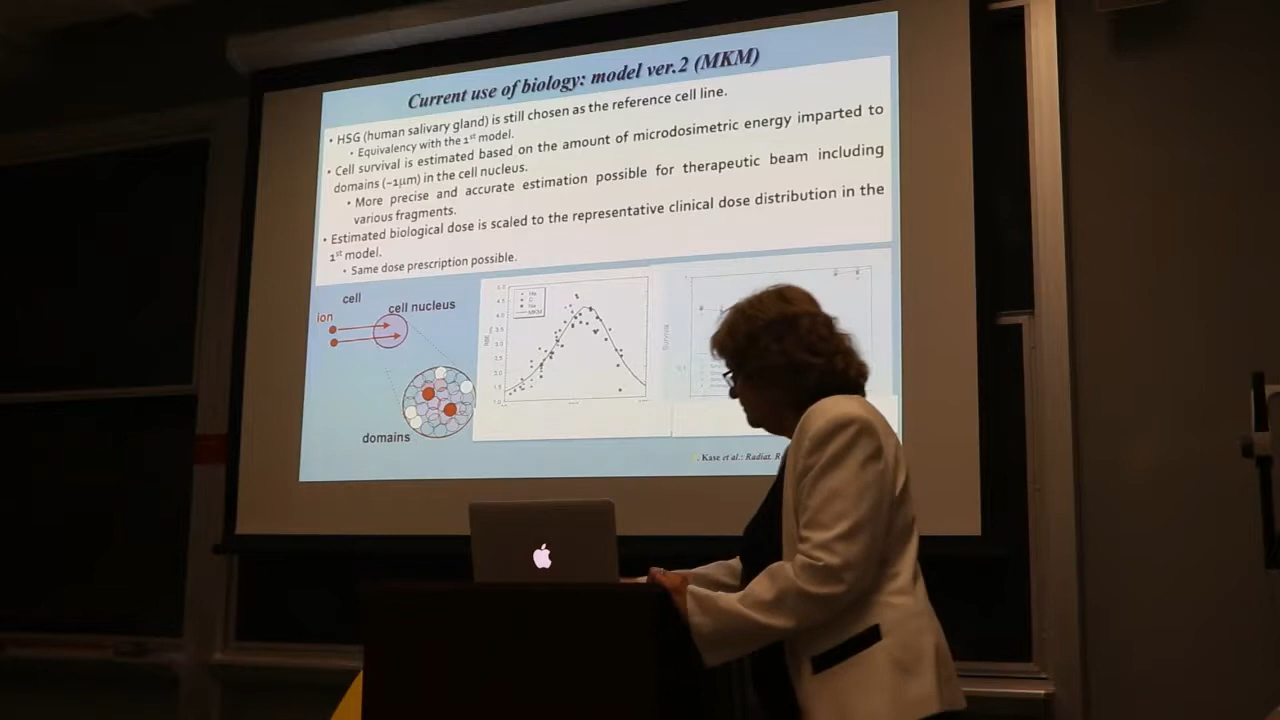 Current use of biology: model ver.2 (MKM)
• HSG (human salivary gland) is still chosen as the reference cell line.
• Equivalency with the 1st model.
• Cell survival is estimated based on the amount of microdosimetric energy imparted to
domains (~1μm) in the cell nucleus.
• More precise and accurate estimation possible for therapeutic beam including
various fragments.
• Estimated biological dose is scaled to the representative clinical dose distribution in the
1st model.
• Same dose prescription possible.
cell
cell nucleus
ion
domains
MKM
Survival
. Kase et al.: Radiat.